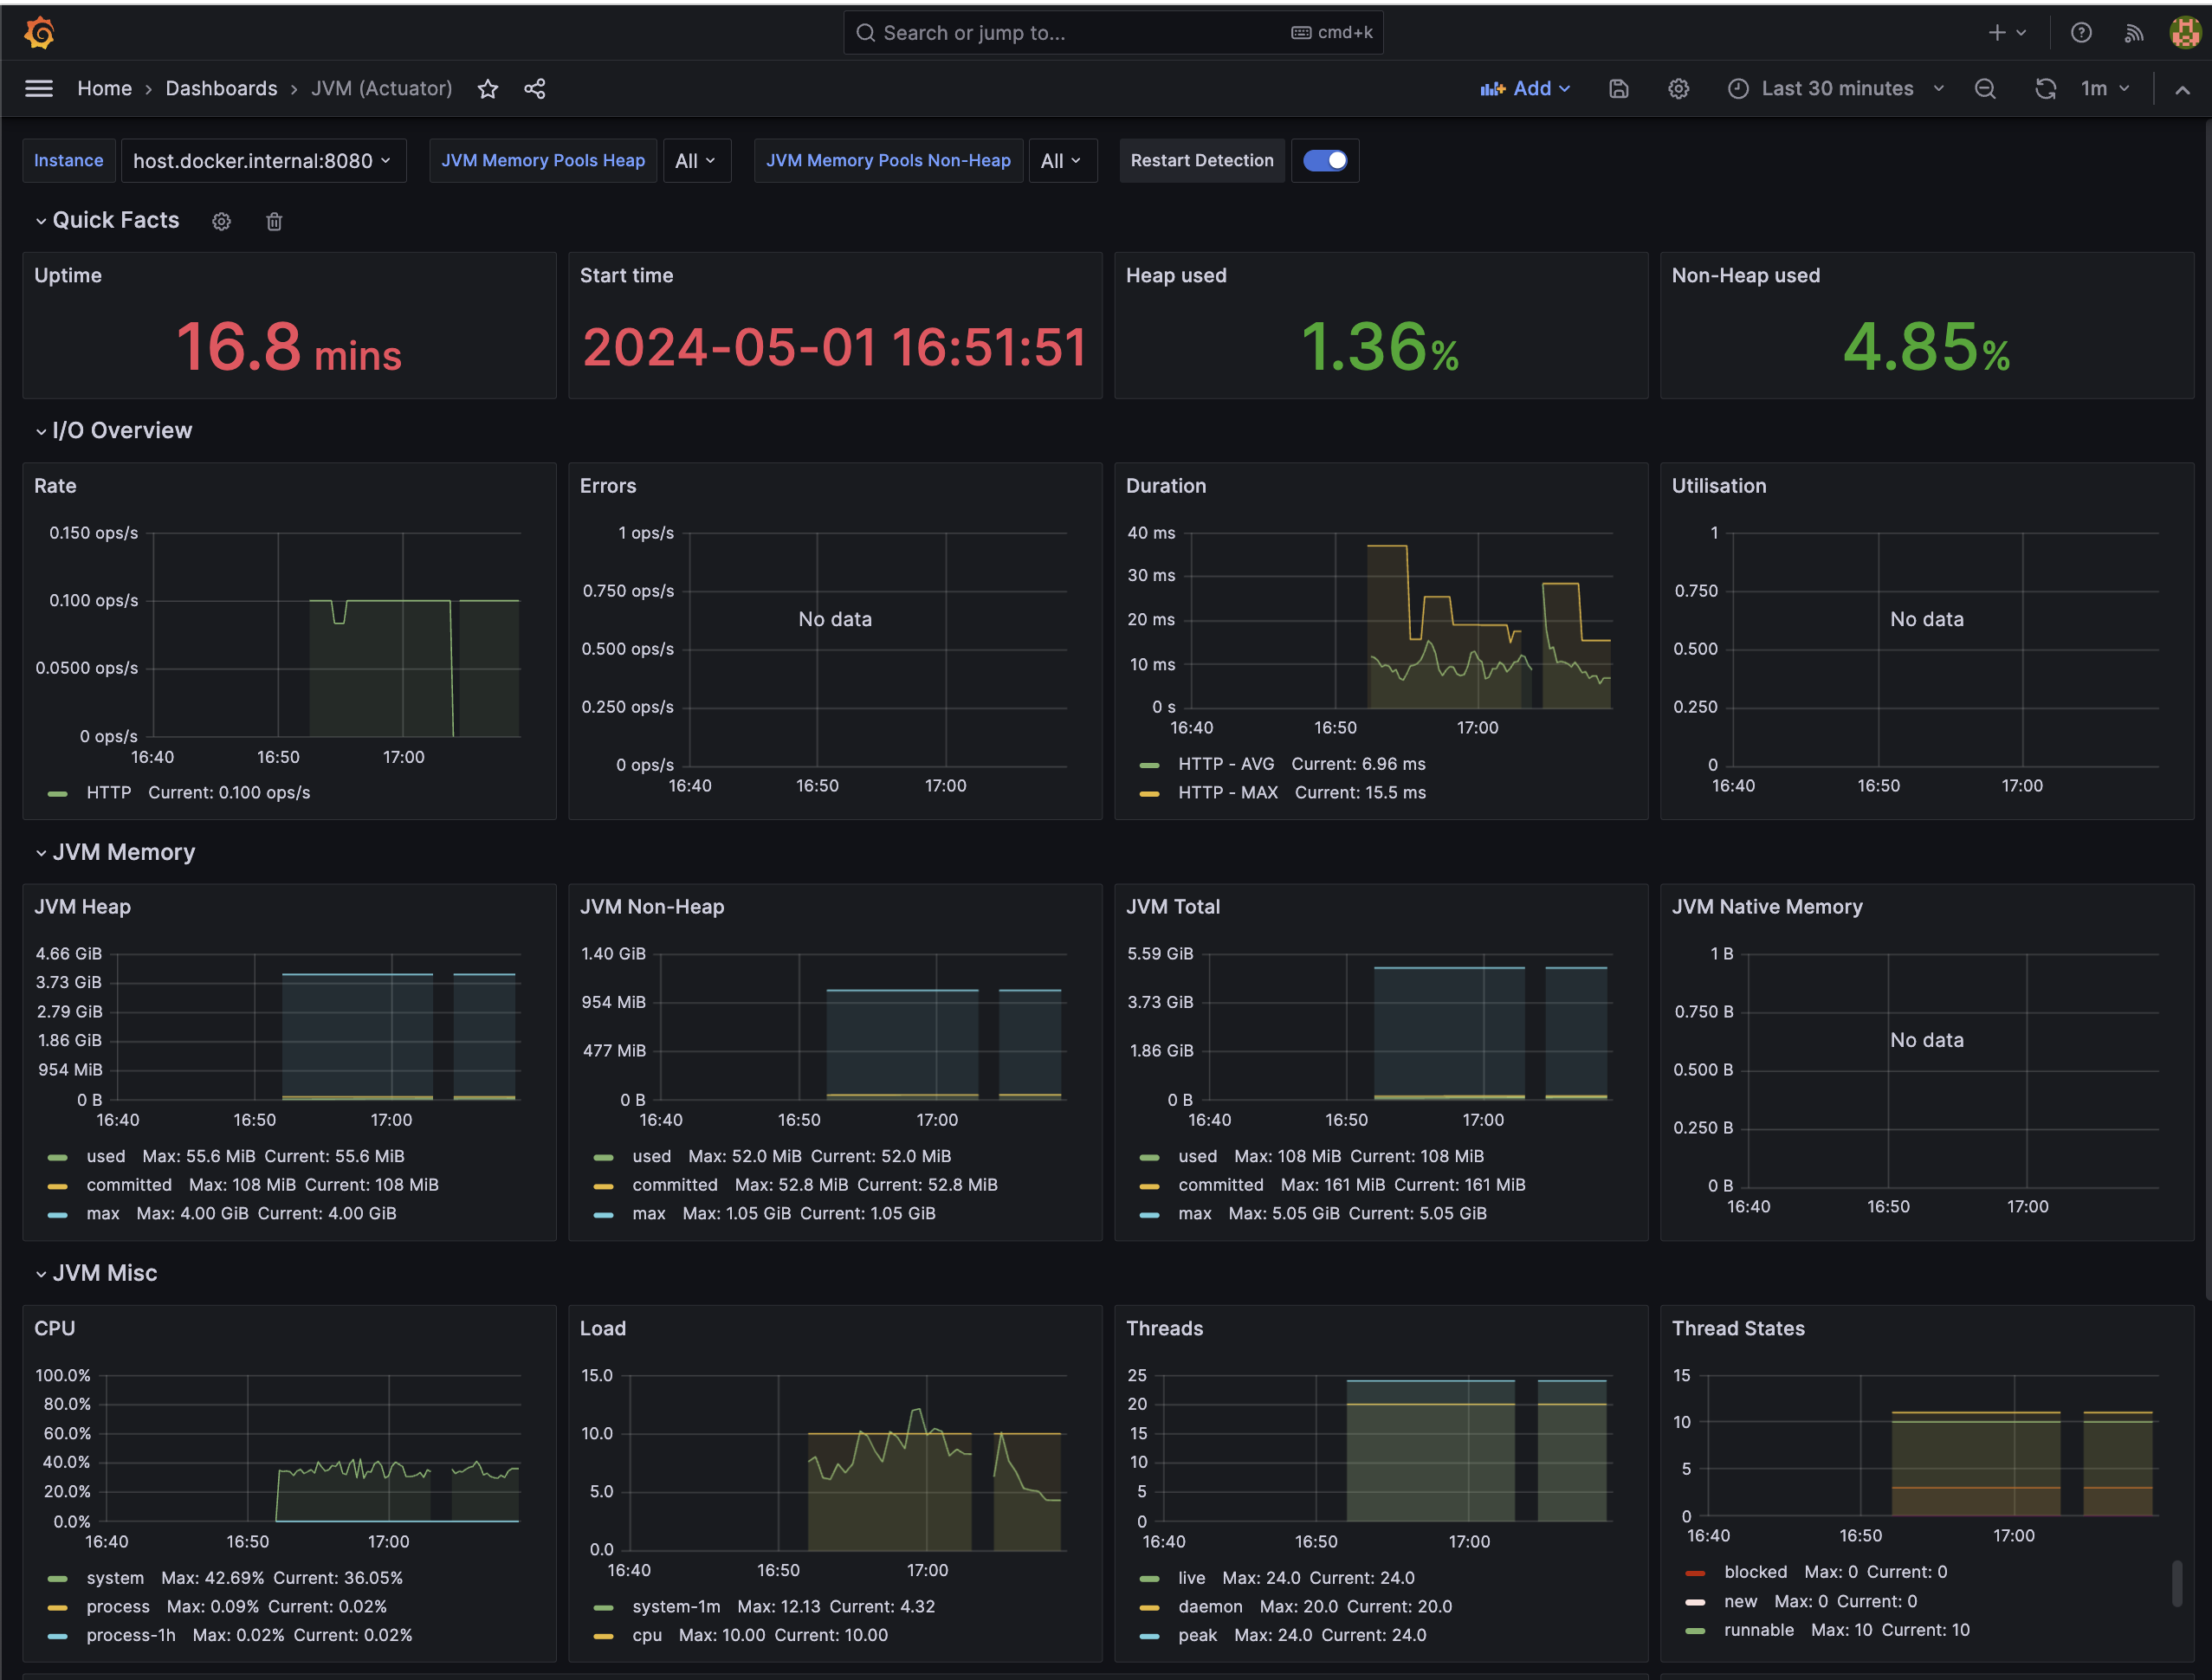 Search or jump to... cmd+k
Home › Dashboards › JVM (Actuator) Add Last 30 minutes 1m
Instance host.docker.internal:8080 JVM Memory Pools Heap All JVM Memory Pools Non-Heap All Restart Detection
Quick Facts
Uptime
16.8 mins
Start time
2024-05-01 16:51:51
Heap used
1.36%
Non-Heap used
4.85%
I/O Overview
Rate
0.150 ops/s
0.100 ops/s
0.0500 ops/s
0 ops/s
16:40 16:50 17:00
HTTP Current: 0.100 ops/s
Errors
1 ops/s
0.750 ops/s
No data
0.500 ops/s
0.250 ops/s
0 ops/s
16:40 16:50 17:00
Duration
40 ms
30 ms
20 ms
10 ms
0 s
16:40 16:50 17:00
HTTP - AVG Current: 6.96 ms
HTTP - MAX Current: 15.5 ms
Utilisation
1
0.750
No data
0.500
0.250
0
16:40 16:50 17:00
JVM Memory
JVM Heap
4.66 GiB
3.73 GiB
2.79 GiB
1.86 GiB
954 MiB
0 B
16:40 16:50 17:00
used Max: 55.6 MiB Current: 55.6 MiB
committed Max: 108 MiB Current: 108 MiB
max Max: 4.00 GiB Current: 4.00 GiB
JVM Non-Heap
1.40 GiB
954 MiB
477 MiB
0 B
16:40 16:50 17:00
used Max: 52.0 MiB Current: 52.0 MiB
committed Max: 52.8 MiB Current: 52.8 MiB
max Max: 1.05 GiB Current: 1.05 GiB
JVM Total
5.59 GiB
3.73 GiB
1.86 GiB
0 B
16:40 16:50 17:00
used Max: 108 MiB Current: 108 MiB
committed Max: 161 MiB Current: 161 MiB
max Max: 5.05 GiB Current: 5.05 GiB
JVM Native Memory
1 B
0.750 B
No data
0.500 B
0.250 B
0 B
16:40 16:50 17:00
JVM Misc
CPU
100.0%
80.0%
60.0%
40.0%
20.0%
0.0%
16:40 16:50 17:00
system Max: 42.69% Current: 36.05%
process Max: 0.09% Current: 0.02%
process-1h Max: 0.02% Current: 0.02%
Load
15.0
10.0
5.0
0.0
16:40 16:50 17:00
system-1m Max: 12.13 Current: 4.32
cpu Max: 10.00 Current: 10.00
Threads
25
20
15
10
5
0
16:40 16:50 17:00
live Max: 24.0 Current: 24.0
daemon Max: 20.0 Current: 20.0
peak Max: 24.0 Current: 24.0
Thread States
15
10
5
0
16:40 16:50 17:00
blocked Max: 0 Current: 0
new Max: 0 Current: 0
runnable Max: 10 Current: 10